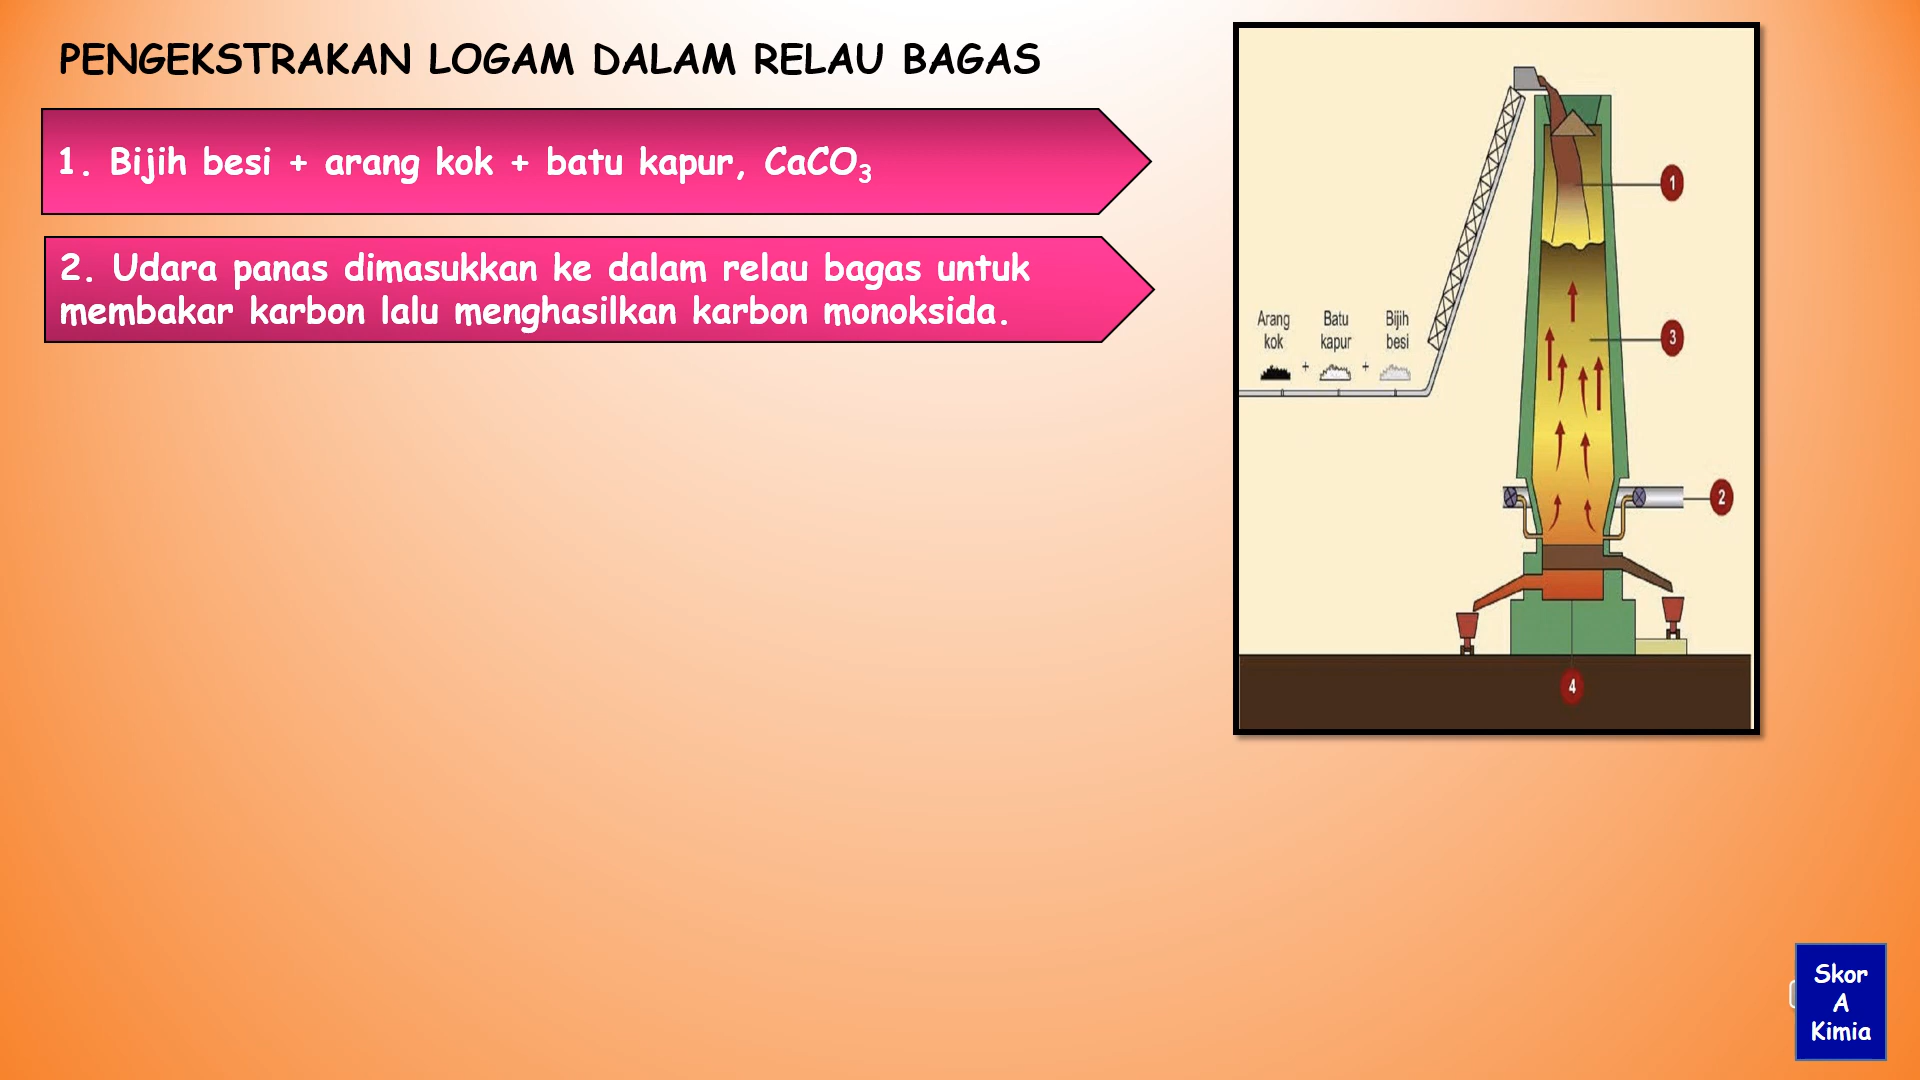 PENGEKSTRAKAN LOGAM DALAM RELAU BAGAS
1. Bijih besi + arang kok + batu kapur, CaCO₃
2. Udara panas dimasukkan ke dalam relau bagas untuk
membakar karbon lalu menghasilkan karbon monoksida.
Arang kok
+
Batu kapur
+
Bijih besi
1
3
2
4
Skor
A
Kimia